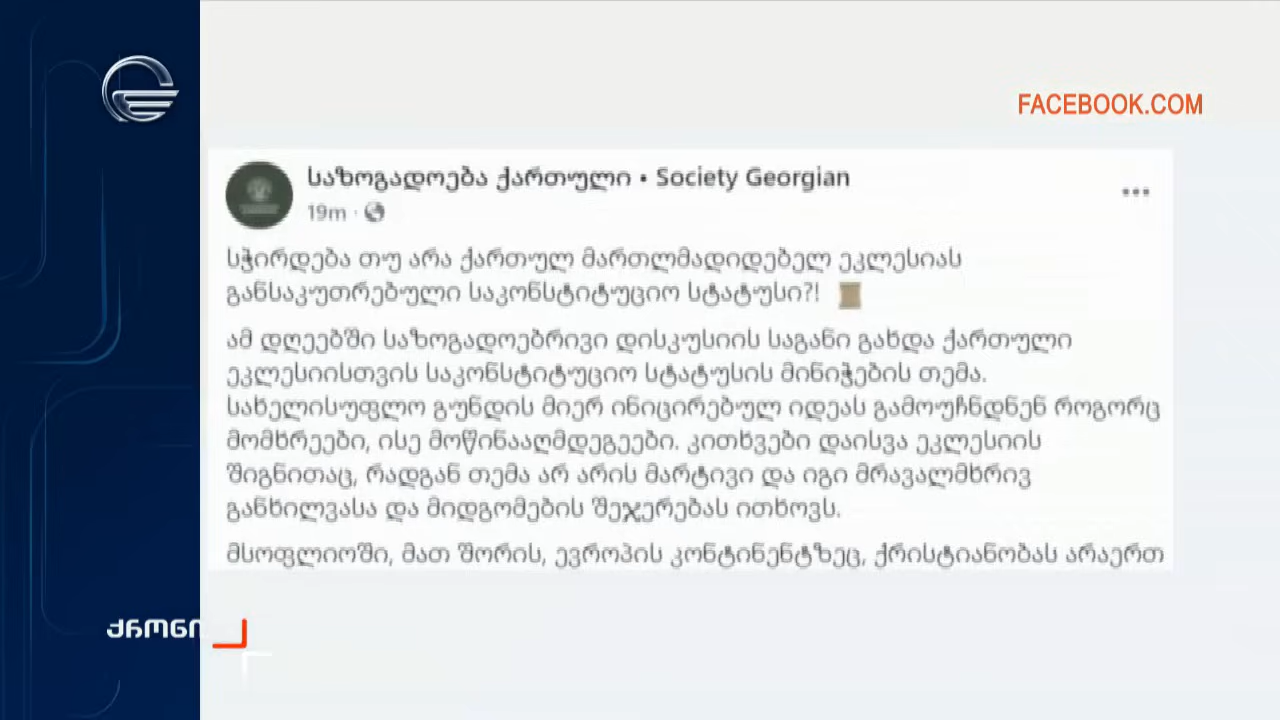 FACEBOOK.COM
საზოგადოება ქართული • Society Georgian
19m ·
სჭირდება თუ არა ქართულ მართლმადიდებელ ეკლესიას
განსაკუთრებული საკონსტიტუციო სტატუსი?!
ამ დღეებში საზოგადოებრივი დისკუსიის საგანი გახდა ქართული
ეკლესიისთვის საკონსტიტუციო სტატუსის მინიჭების თემა.
სახელისუფლო გუნდის მიერ ინიცირებულ იდეას გამოუჩნდნენ როგორც
მომხრეები, ისე მოწინააღმდეგეები. კითხვები დაისვა ეკლესიის
შიგნითაც, რადგან თემა არ არის მარტივი და იგი მრავალმხრივ
განხილვასა და მიდგომების შეჯერებას ითხოვს.
მსოფლიოში, მათ შორის, ევროპის კონტინენტზეც, ქრისტიანობას არაერთ
ქრონი